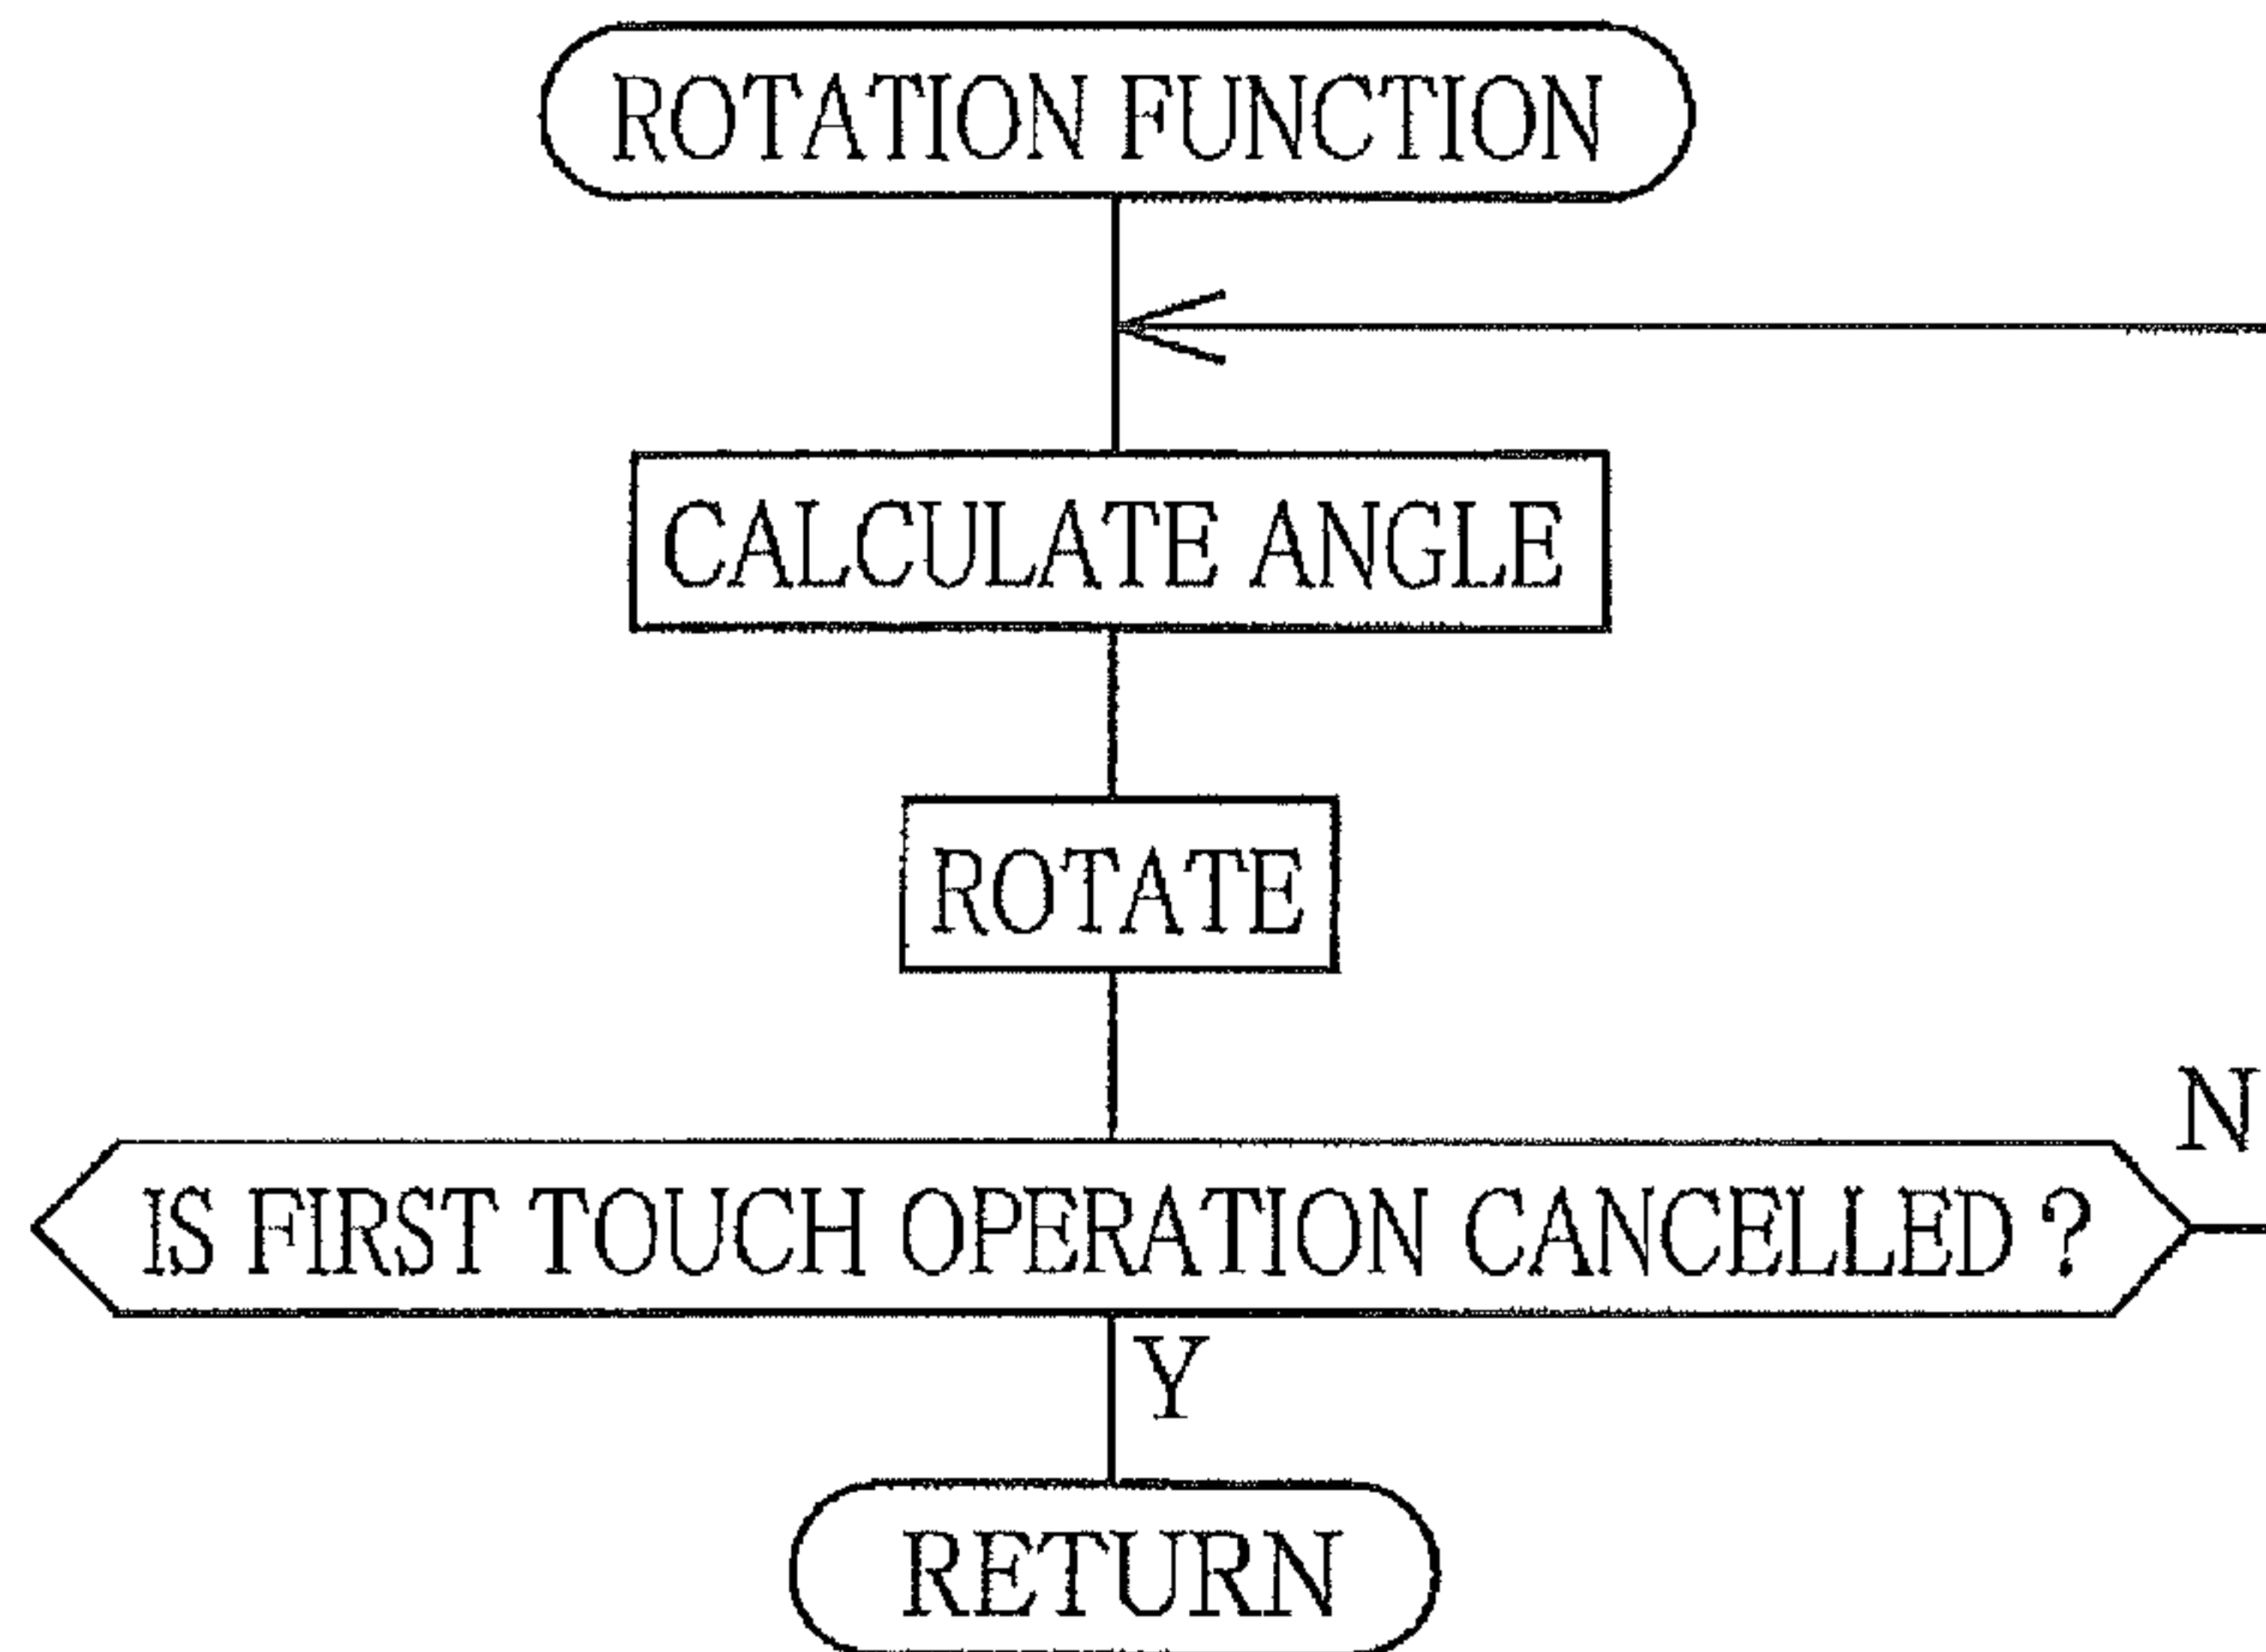 ROTATION FUNCTION
CALCULATE ANGLE
ROTATE
N
IS FIRST TOUCH OPERATION CANCELLED ?
Y
RETURN